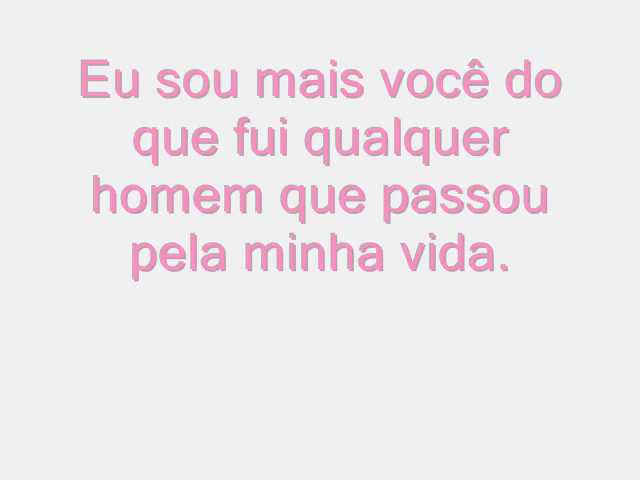 Eu sou mais você do
que fui qualquer
homem que passou
pela minha vida.